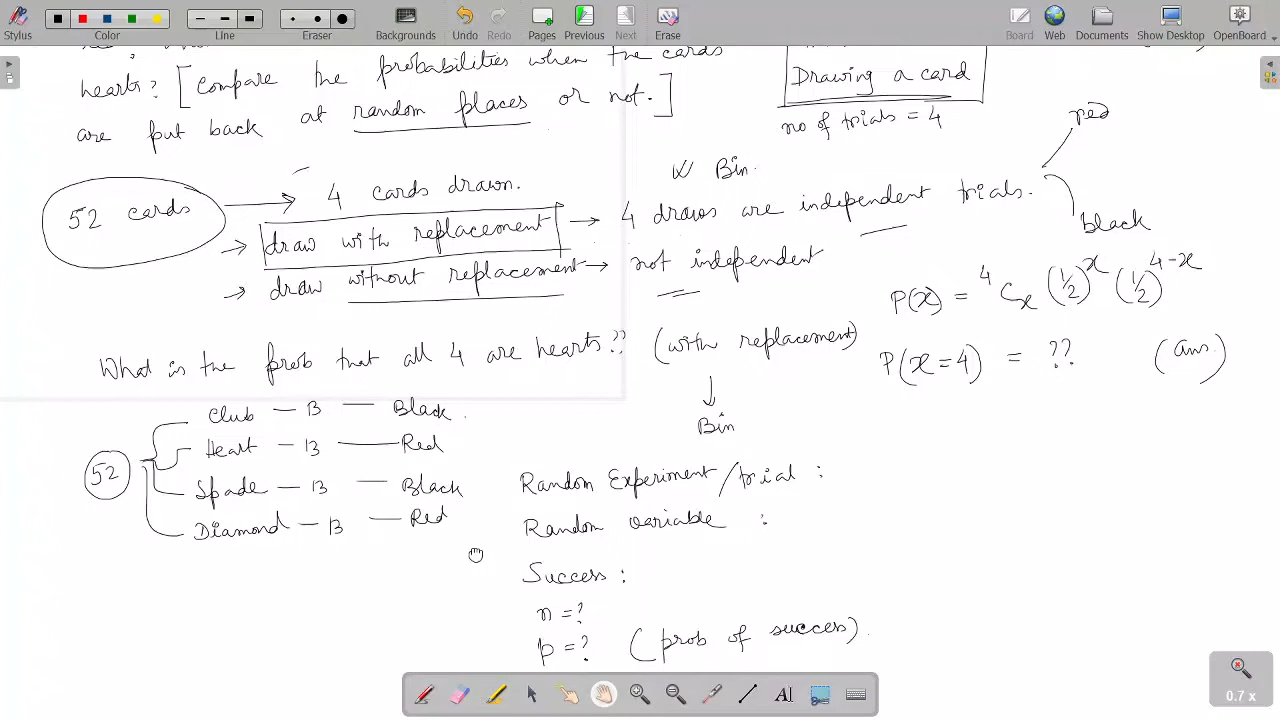 Stylus Color Line Eraser Backgrounds Undo Pages Previous Next Erase Board Web Documents Show Desktop OpenBoard
hearts? [Compare the probabilities when the cards
are put back at random places or not.]
Drawing a card
no of trials = 4
52 cards
4 cards drawn.
draw with replacement
draw without replacement
Bin.
4 draws are independent trials.
not independent
red
black
P(x) = ⁴Cₓ (1/2)^x (1/2)^(4-x)
P(x=4) = ?? (ans.)
What is the prob that all 4 are hearts?? (with replacement)
Bin
52
Club — 13 — Black.
Heart — 13 — Red
Spade — 13 — Black
Diamond — 13 — Red
Random Experiment/trial :
Random variable :
Success :
n = ?
p = ? (prob of success).
0.7 x